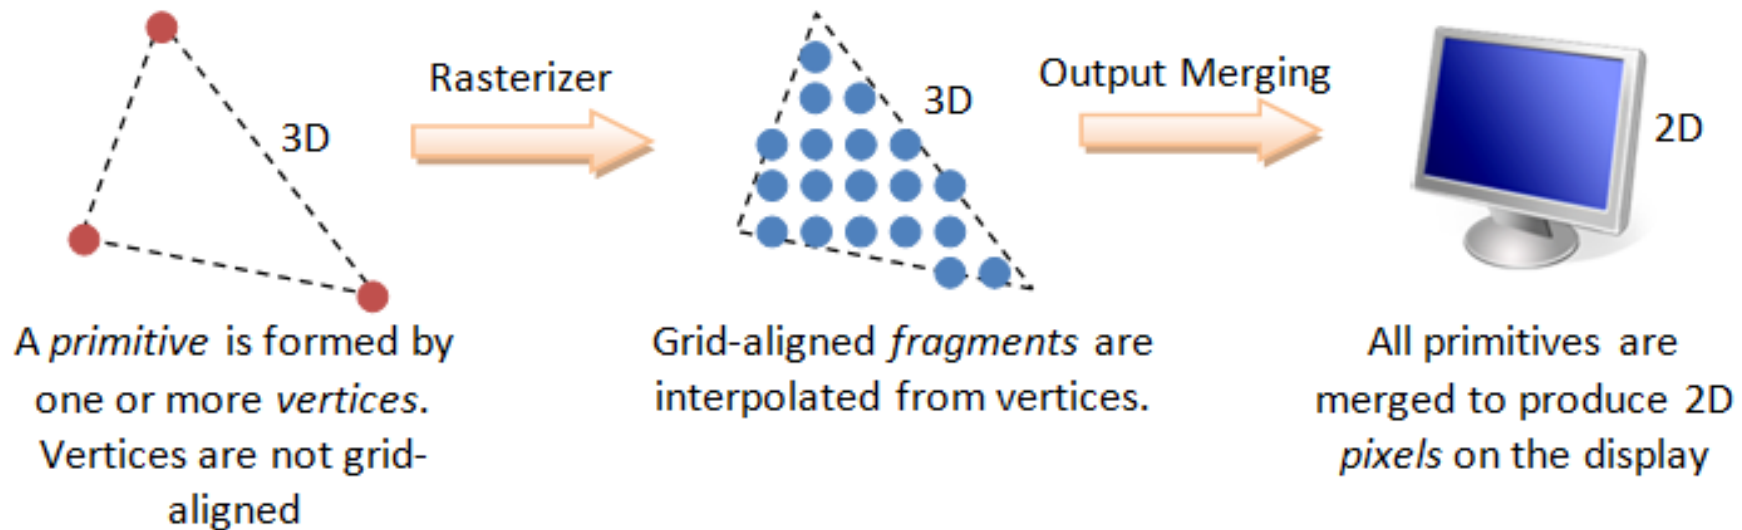 3D
Rasterizer
3D
Output Merging
2D
A primitive is formed by
one or more vertices.
Vertices are not grid-
aligned
Grid-aligned fragments are
interpolated from vertices.
All primitives are
merged to produce 2D
pixels on the display